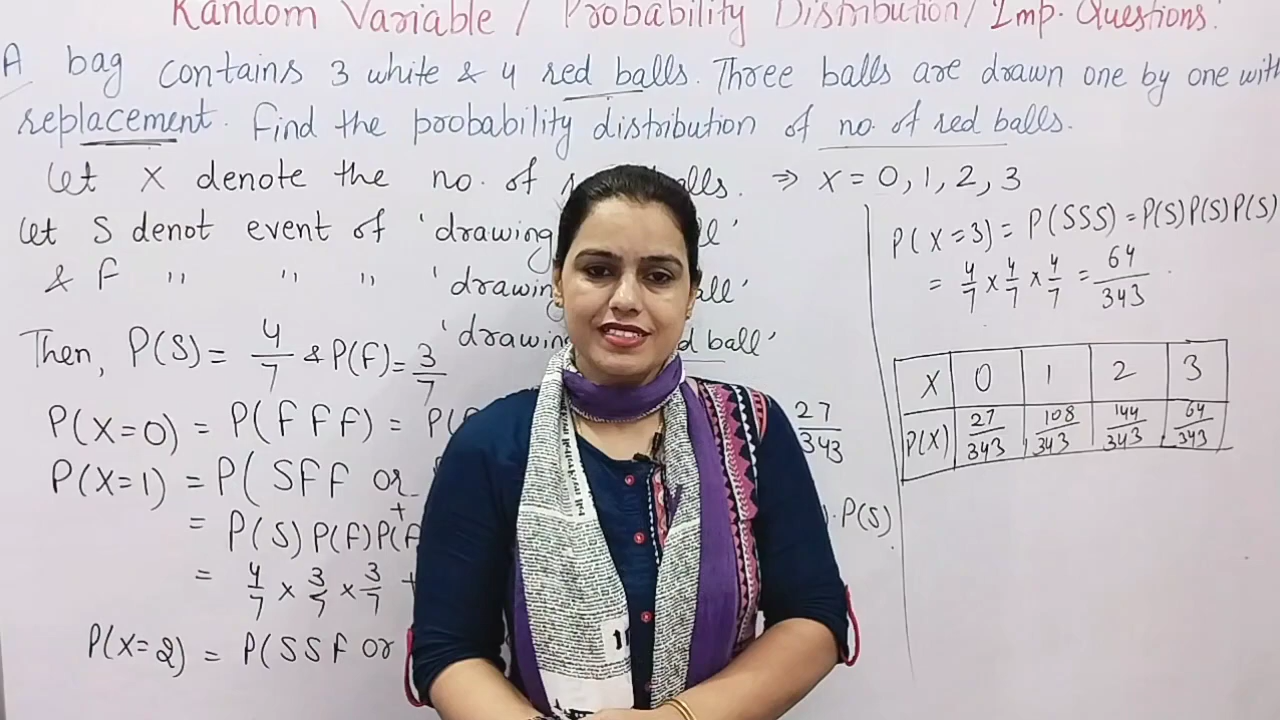 Random Variable / Probability Distribution / Imp. Questions.
A bag contains 3 white & 4 red balls. Three balls are drawn one by one with
replacement. Find the probability distribution of no. of red balls.
Let X denote the no. of balls. ⇒ X = 0, 1, 2, 3
Let S denot event of 'drawing
& F " " " 'drawing
'drawing red ball'
Then, P(S) = 4/7 & P(F) = 3/7
P(X=0) = P(FFF) = 27/343
P(X=1) = P(SFF or
= P(S)P(F)P(F) + . P(S)
= 4/7 × 3/7 × 3/7 +
P(X=2) = P(SSF or
P(X=3) = P(SSS) = P(S)P(S)P(S)
= 4/7 × 4/7 × 4/7 = 64/343
X 0 1 2 3
P(X) 27/343 108/343 144/343 64/343